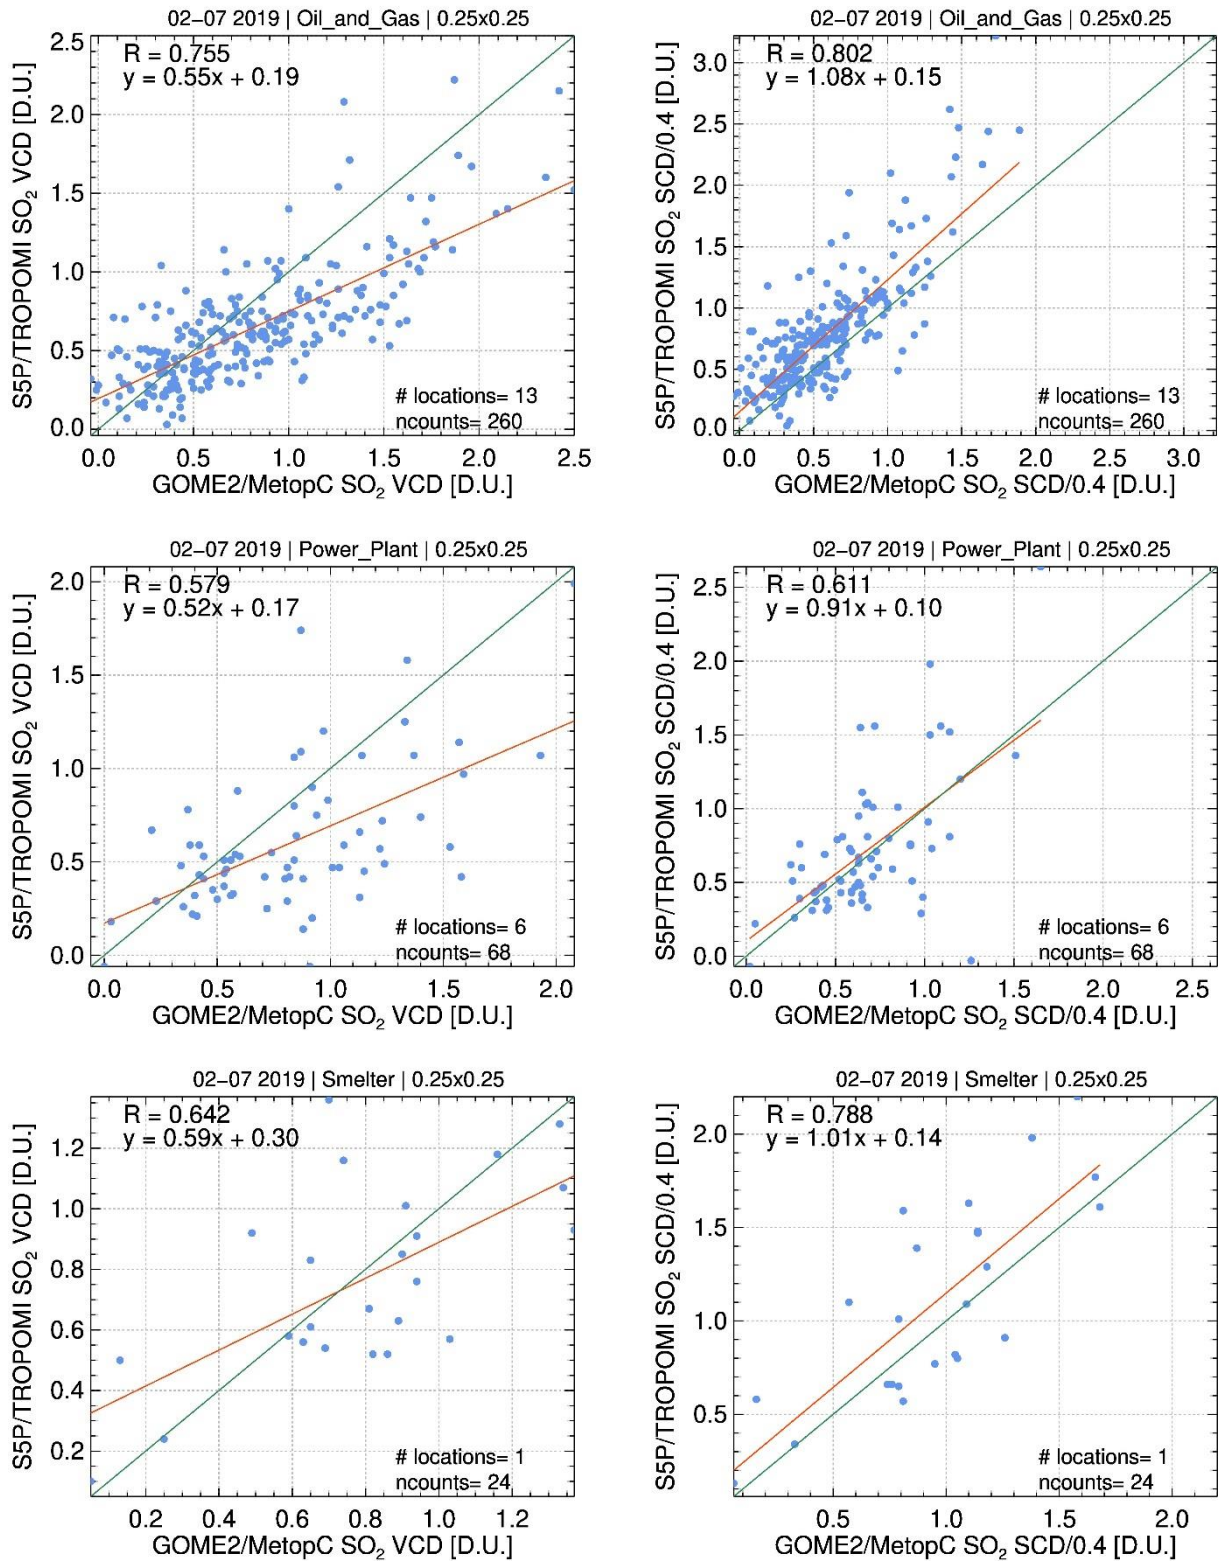 02-07 2019 | Oil_and_Gas | 0.25x0.25
R = 0.755
y = 0.55x + 0.19
# locations= 13
ncounts= 260
2.5
2.0
1.5
1.0
0.5
0.0
S5P/TROPOMI SO2 VCD [D.U.]
0.0 0.5 1.0 1.5 2.0 2.5
GOME2/MetopC SO2 VCD [D.U.]
02-07 2019 | Oil_and_Gas | 0.25x0.25
R = 0.802
y = 1.08x + 0.15
# locations= 13
ncounts= 260
3.0
2.5
2.0
1.5
1.0
0.5
0.0
S5P/TROPOMI SO2 SCD/0.4 [D.U.]
0.0 0.5 1.0 1.5 2.0 2.5 3.0
GOME2/MetopC SO2 SCD/0.4 [D.U.]
02-07 2019 | Power_Plant | 0.25x0.25
R = 0.579
y = 0.52x + 0.17
# locations= 6
ncounts= 68
2.0
1.5
1.0
0.5
0.0
S5P/TROPOMI SO2 VCD [D.U.]
0.0 0.5 1.0 1.5 2.0
GOME2/MetopC SO2 VCD [D.U.]
02-07 2019 | Power_Plant | 0.25x0.25
R = 0.611
y = 0.91x + 0.10
# locations= 6
ncounts= 68
2.5
2.0
1.5
1.0
0.5
0.0
S5P/TROPOMI SO2 SCD/0.4 [D.U.]
0.0 0.5 1.0 1.5 2.0 2.5
GOME2/MetopC SO2 SCD/0.4 [D.U.]
02-07 2019 | Smelter | 0.25x0.25
R = 0.642
y = 0.59x + 0.30
# locations= 1
ncounts= 24
1.2
1.0
0.8
0.6
0.4
0.2
S5P/TROPOMI SO2 VCD [D.U.]
0.2 0.4 0.6 0.8 1.0 1.2
GOME2/MetopC SO2 VCD [D.U.]
02-07 2019 | Smelter | 0.25x0.25
R = 0.788
y = 1.01x + 0.14
# locations= 1
ncounts= 24
2.0
1.5
1.0
0.5
S5P/TROPOMI SO2 SCD/0.4 [D.U.]
0.5 1.0 1.5 2.0
GOME2/MetopC SO2 SCD/0.4 [D.U.]